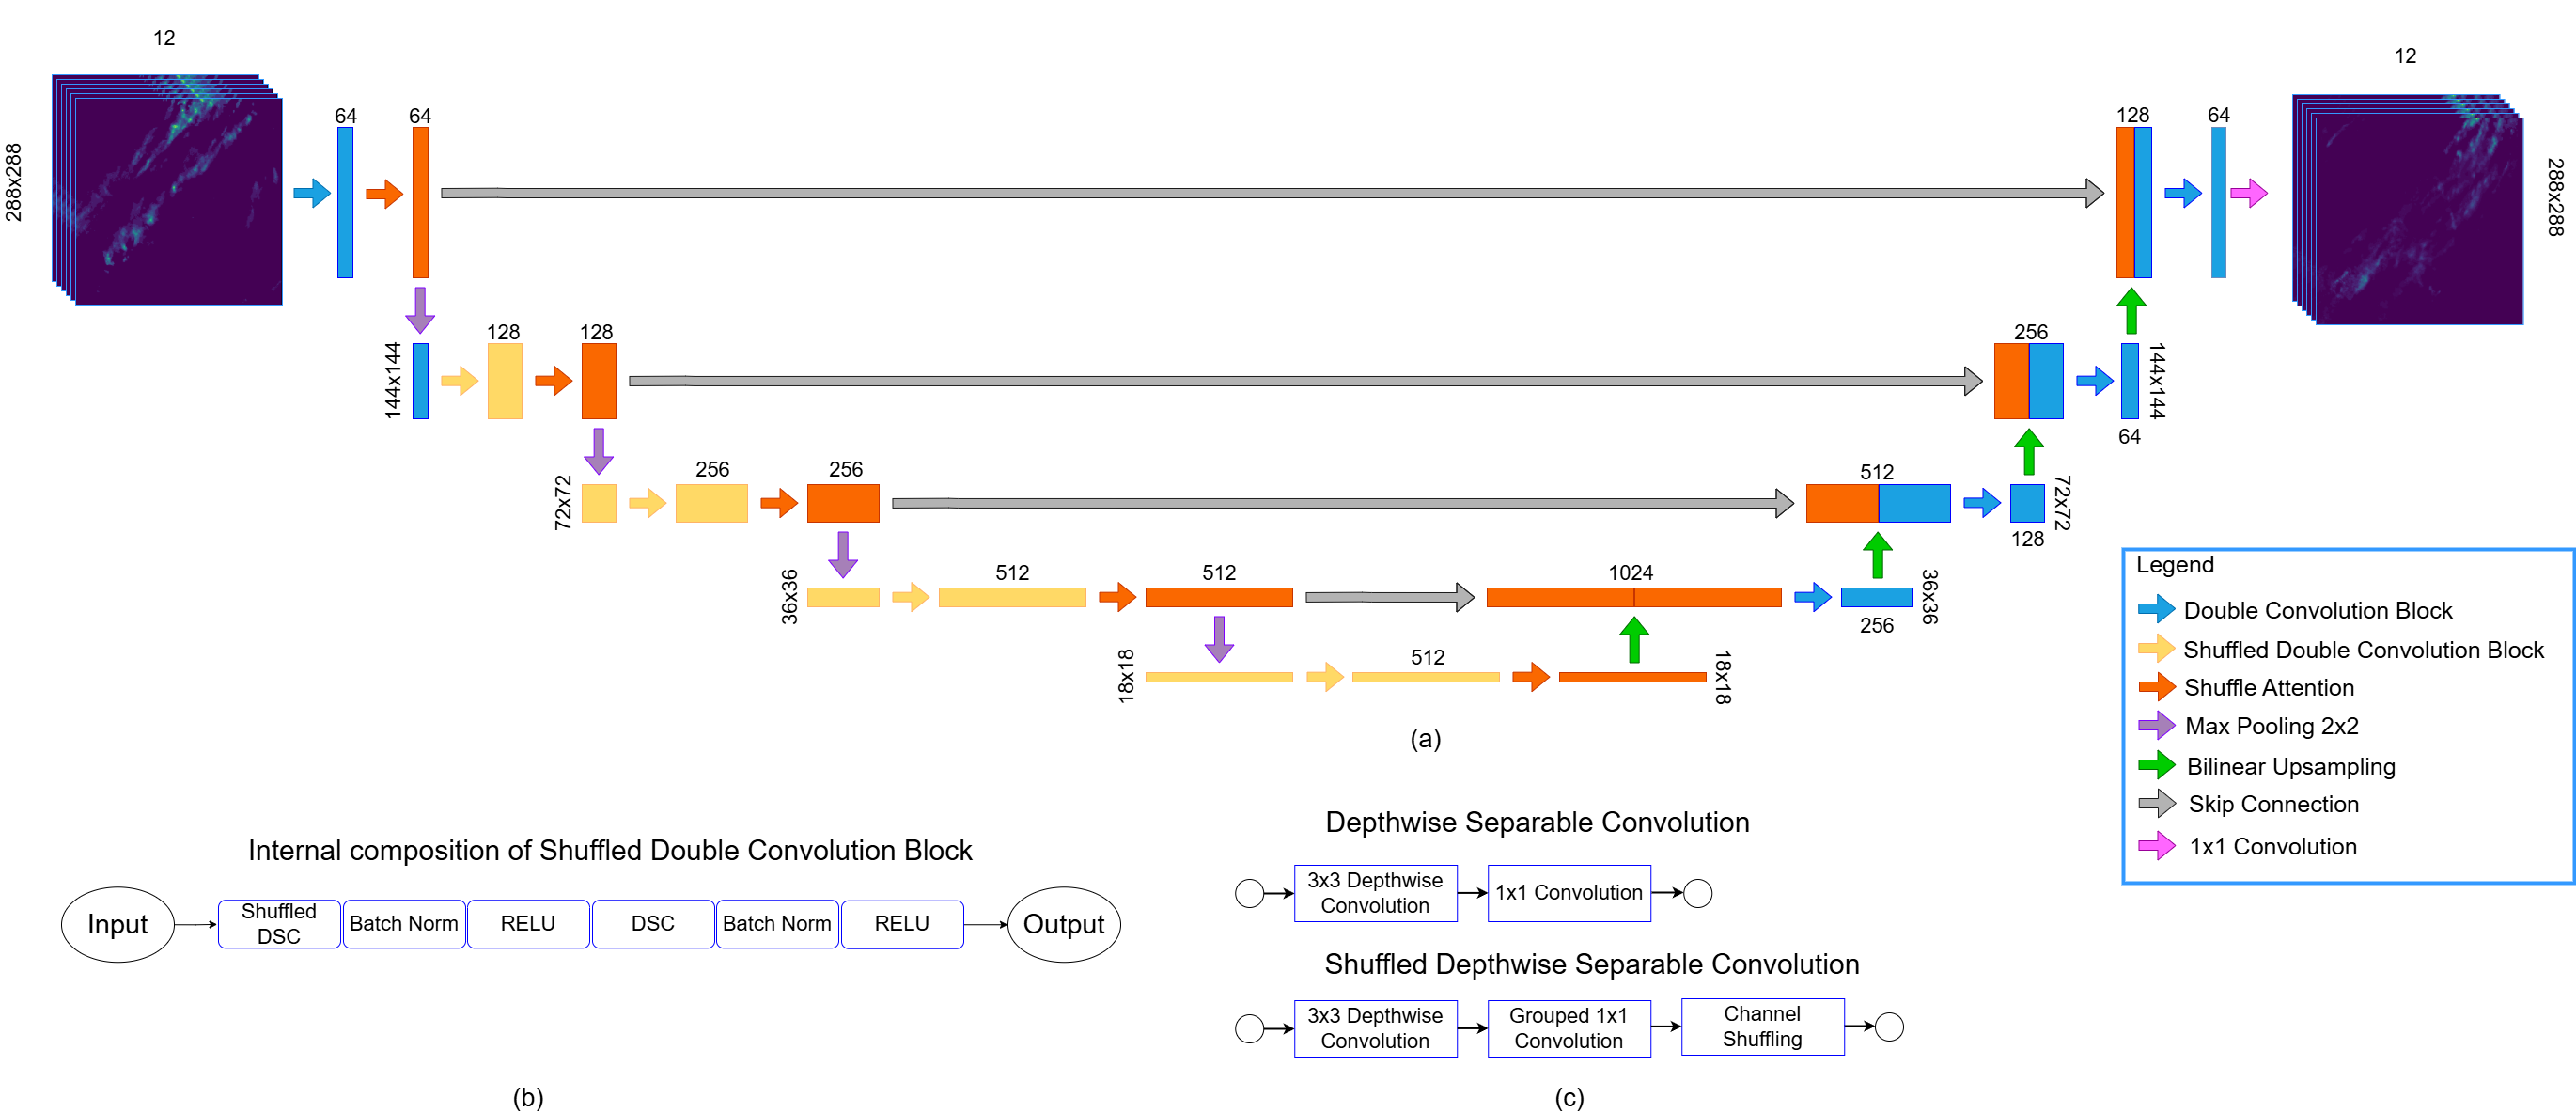 12
12
288x288
64
64
128
64
288x288
144x144
128
128
256
144x144
64
72x72
256
256
512
72x72
128
36x36
512
512
1024
36x36
256
18x18
512
18x18
(a)
Legend
Double Convolution Block
Shuffled Double Convolution Block
Shuffle Attention
Max Pooling 2x2
Bilinear Upsampling
Skip Connection
1x1 Convolution
Internal composition of Shuffled Double Convolution Block
Input
Shuffled
DSC
Batch Norm
RELU
DSC
Batch Norm
RELU
Output
(b)
Depthwise Separable Convolution
3x3 Depthwise
Convolution
1x1 Convolution
Shuffled Depthwise Separable Convolution
3x3 Depthwise
Convolution
Grouped 1x1
Convolution
Channel
Shuffling
(c)